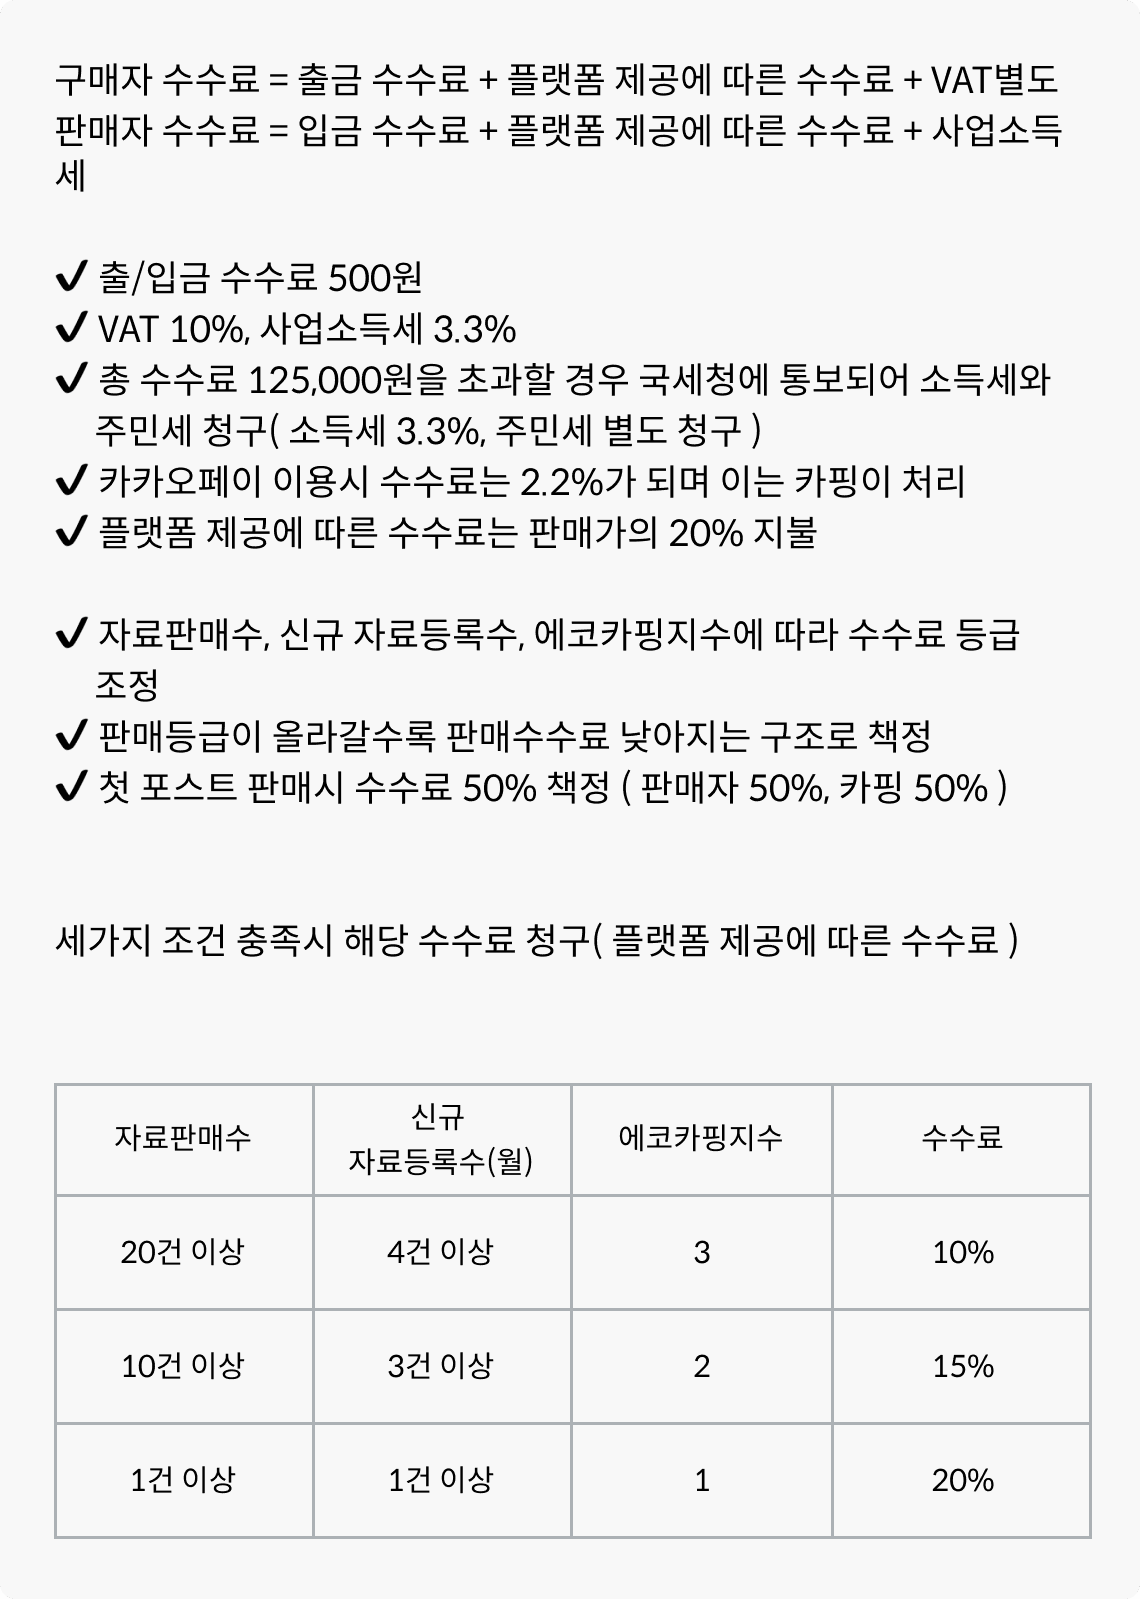 구매자 수수료 = 출금 수수료 + 플랫폼 제공에 따른 수수료 + VAT별도
판매자 수수료 = 입금 수수료 + 플랫폼 제공에 따른 수수료 + 사업소득
세
✔ 출/입금 수수료 500원
✔ VAT 10%, 사업소득세 3.3%
✔ 총 수수료 125,000원을 초과할 경우 국세청에 통보되어 소득세와
주민세 청구( 소득세 3.3%, 주민세 별도 청구 )
✔ 카카오페이 이용시 수수료는 2.2%가 되며 이는 카핑이 처리
✔ 플랫폼 제공에 따른 수수료는 판매가의 20% 지불
✔ 자료판매수, 신규 자료등록수, 에코카핑지수에 따라 수수료 등급
조정
✔ 판매등급이 올라갈수록 판매수수료 낮아지는 구조로 책정
✔ 첫 포스트 판매시 수수료 50% 책정 ( 판매자 50%, 카핑 50% )
세가지 조건 충족시 해당 수수료 청구( 플랫폼 제공에 따른 수수료 )
자료판매수 신규 에코카핑지수 수수료
자료등록수(월)
20건 이상 4건 이상 3 10%
10건 이상 3건 이상 2 15%
1건 이상 1건 이상 1 20%